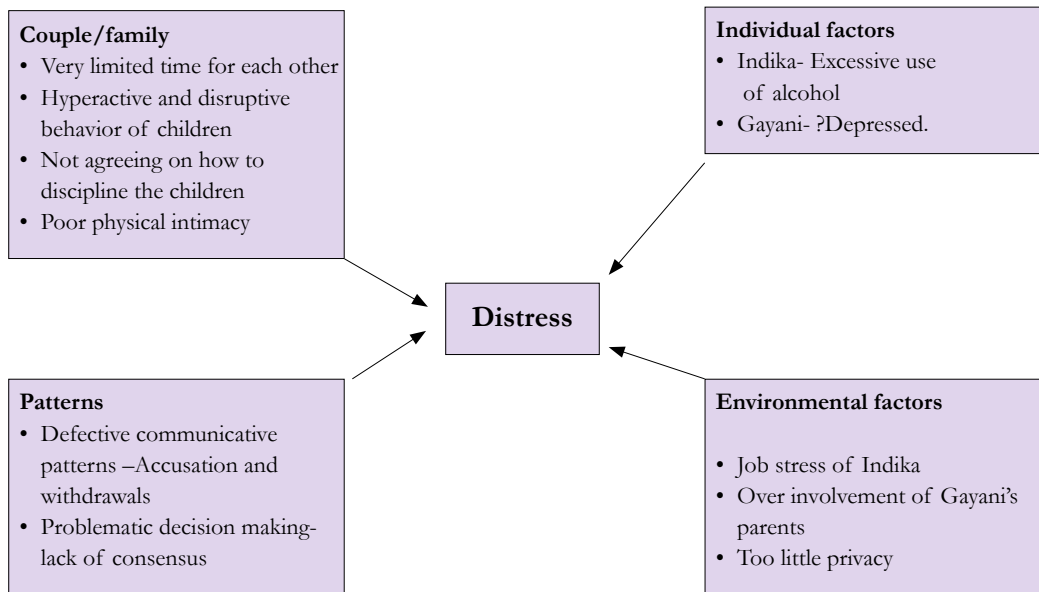 Couple/family
• Very limited time for each other
• Hyperactive and disruptive
behavior of children
• Not agreeing on how to
discipline the children
• Poor physical intimacy
Individual factors
• Indika- Excessive use
of alcohol
• Gayani- ?Depressed.
Distress
Patterns
• Defective communicative
patterns –Accusation and
withdrawals
• Problematic decision making-
lack of consensus
Environmental factors
• Job stress of Indika
• Over involvement of Gayani’s
parents
• Too little privacy